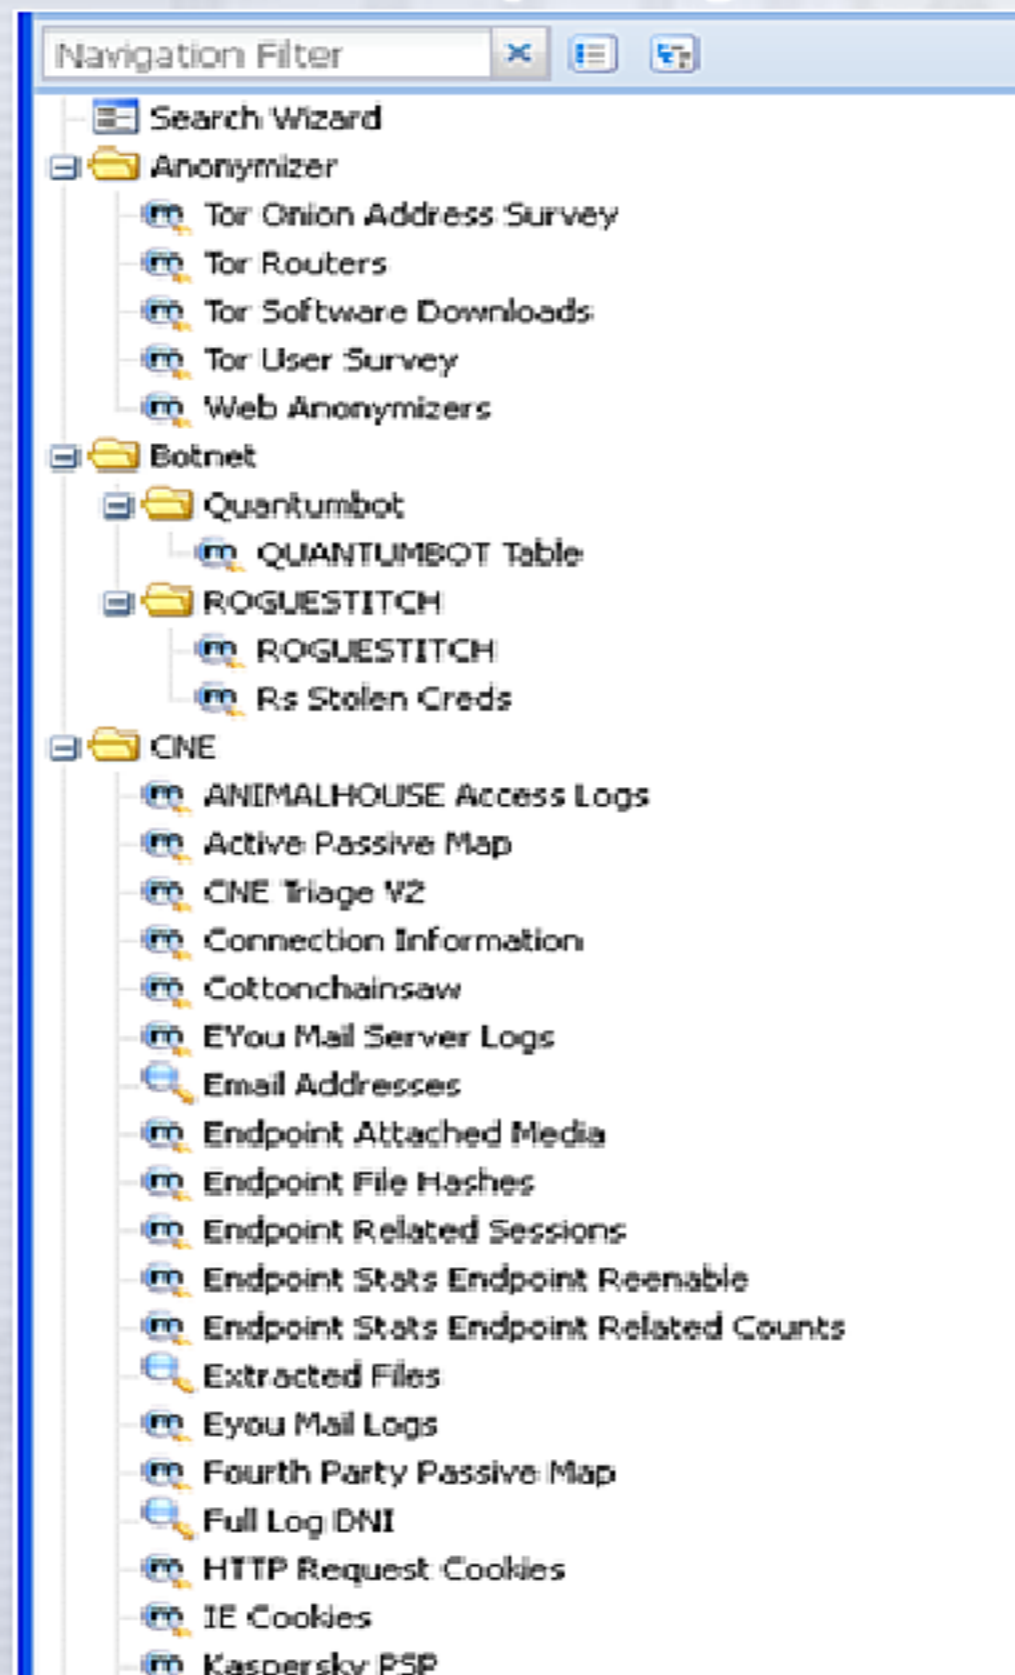 Navigation Filter
Search Wizard
Anonymizer
Tor Onion Address Survey
Tor Routers
Tor Software Downloads
Tor User Survey
Web Anonymizers
Botnet
Quantumbot
QUANTUMBOT Table
ROGUESTITCH
ROGUESTITCH
Rs Stolen Creds
CNE
ANIMALHOUSE Access Logs
Active Passive Map
CNE Triage V2
Connection Information
Cottonchainsaw
EYou Mail Server Logs
Email Addresses
Endpoint Attached Media
Endpoint File Hashes
Endpoint Related Sessions
Endpoint Stats Endpoint Reenable
Endpoint Stats Endpoint Related Counts
Extracted Files
Eyou Mail Logs
Fourth Party Passive Map
Full Log DNI
HTTP Request Cookies
IE Cookies
Kaspersky PSP